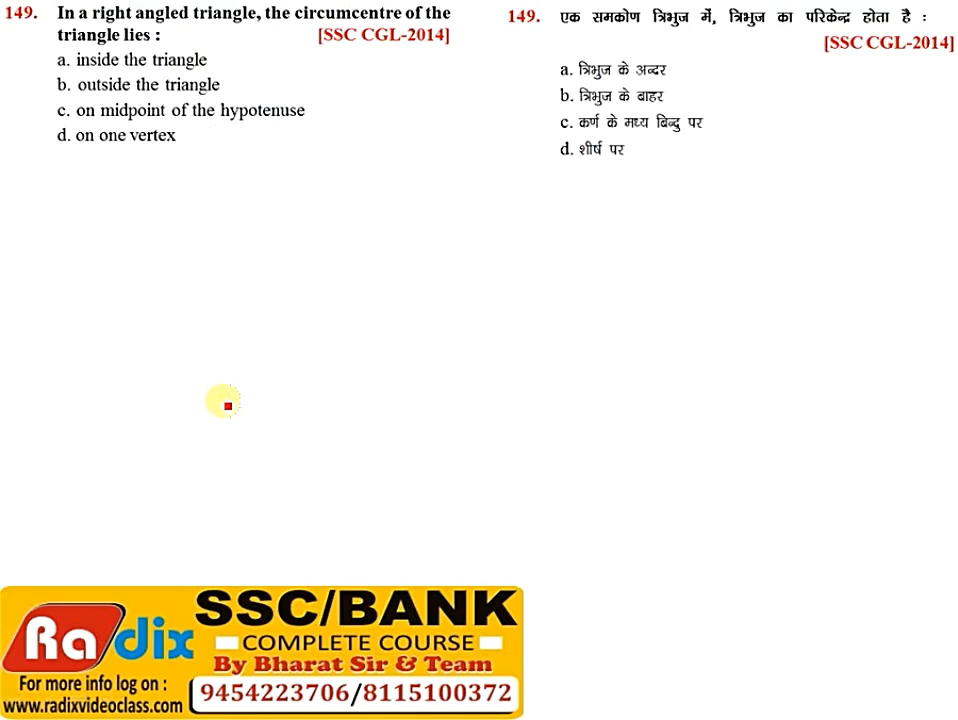 149. In a right angled triangle, the circumcentre of the
triangle lies : [SSC CGL-2014]
a. inside the triangle
b. outside the triangle
c. on midpoint of the hypotenuse
d. on one vertex
149. एक समकोण त्रिभुज में, त्रिभुज का परिकेन्द्र होता है :
[SSC CGL-2014]
a. त्रिभुज के अन्दर
b. त्रिभुज के बाहर
c. कर्ण के मध्य बिन्दु पर
d. शीर्ष पर
Radix
For more info log on :
www.radixvideoclass.com
SSC/BANK
COMPLETE COURSE
By Bharat Sir & Team
9454223706/8115100372